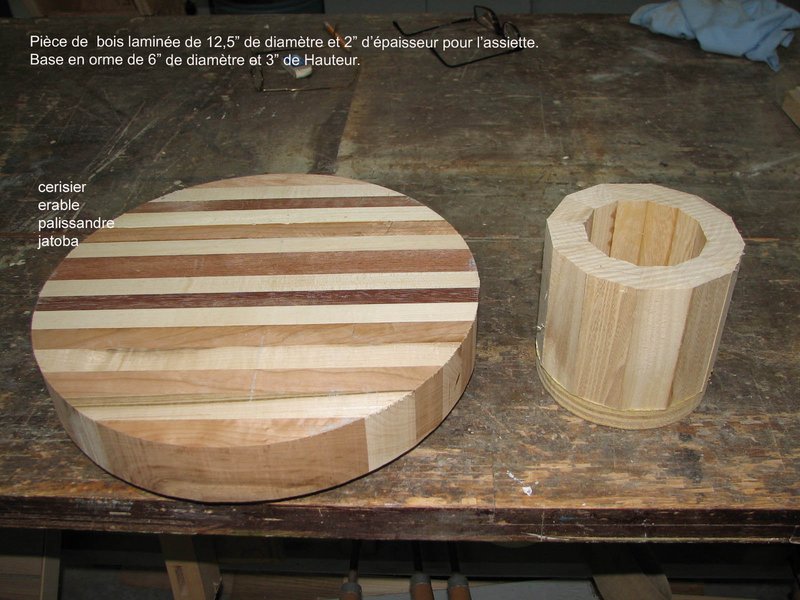 Pièce de  bois laminée de 12,5” de diamètre et 2” d’épaisseur pour l’assiette.
Base en orme de 6” de diamètre et 3” de Hauteur.
cerisier
erable
palissandre
jatoba